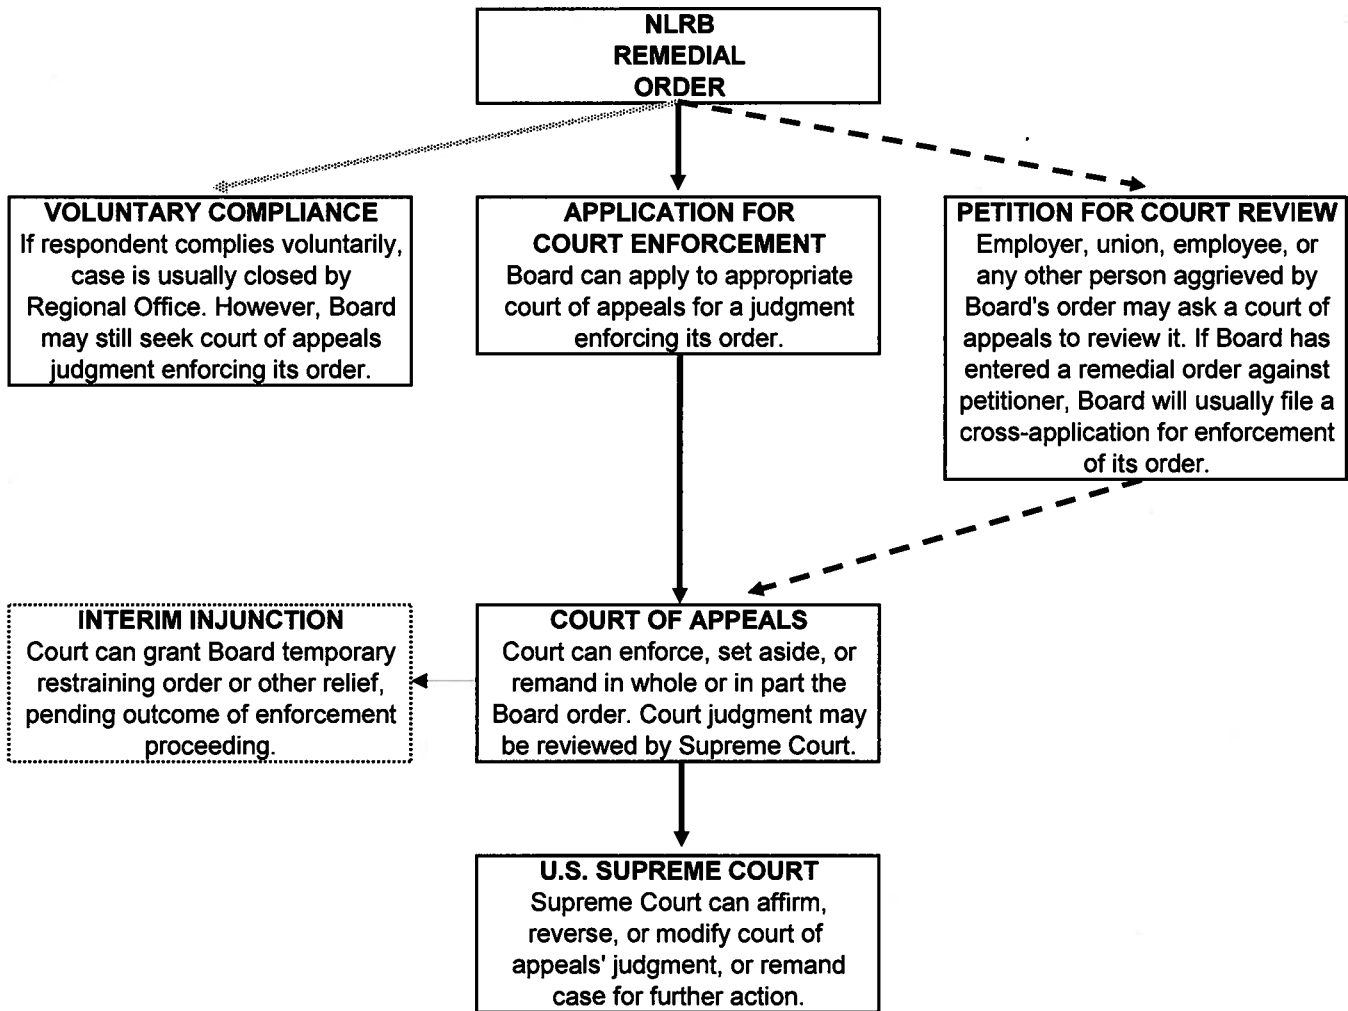 NLRB
REMEDIAL
ORDER
VOLUNTARY COMPLIANCE
If respondent complies voluntarily,
case is usually closed by
Regional Office. However, Board
may still seek court of appeals
judgment enforcing its order.
APPLICATION FOR
COURT ENFORCEMENT
Board can apply to appropriate
court of appeals for a judgment
enforcing its order.
PETITION FOR COURT REVIEW
Employer, union, employee, or
any other person aggrieved by
Board's order may ask a court of
appeals to review it. If Board has
entered a remedial order against
petitioner, Board will usually file a
cross-application for enforcement
of its order.
INTERIM INJUNCTION
Court can grant Board temporary
restraining order or other relief,
pending outcome of enforcement
proceeding.
COURT OF APPEALS
Court can enforce, set aside, or
remand in whole or in part the
Board order. Court judgment may
be reviewed by Supreme Court.
U.S. SUPREME COURT
Supreme Court can affirm,
reverse, or modify court of
appeals' judgment, or remand
case for further action.